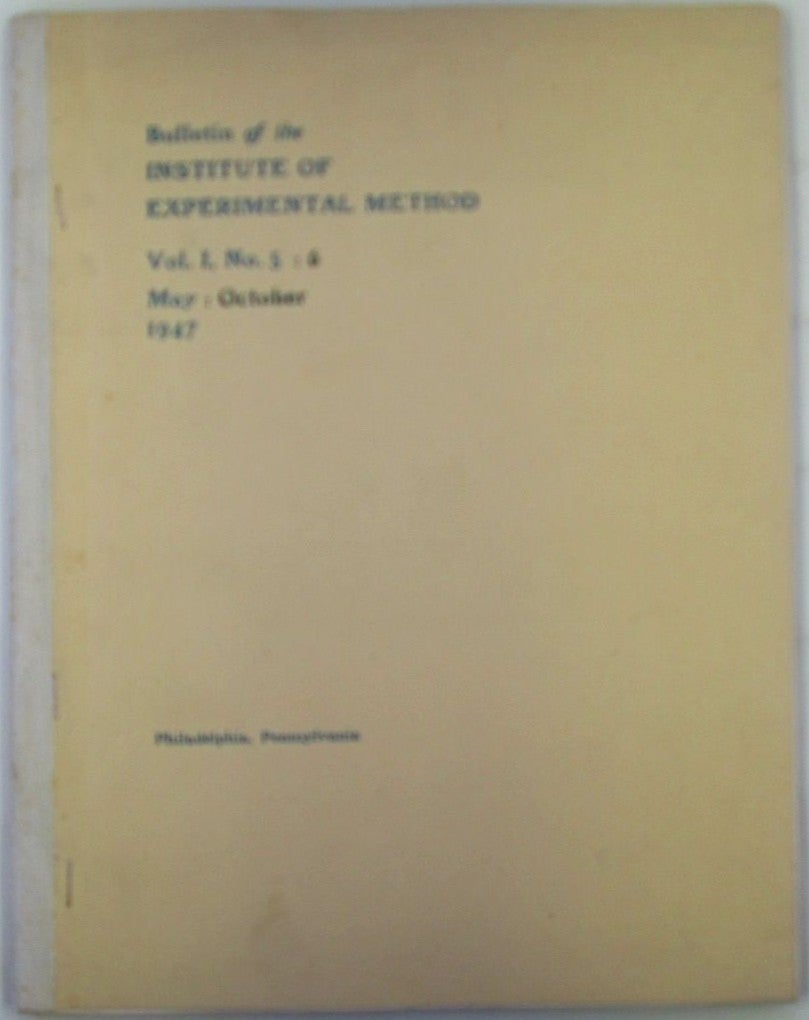 Bulletin of the
INSTITUTE OF
EXPERIMENTAL METHOD
Vol. I, No. 5 : 6
May : October
1947
Philadelphia, Pennsylvania